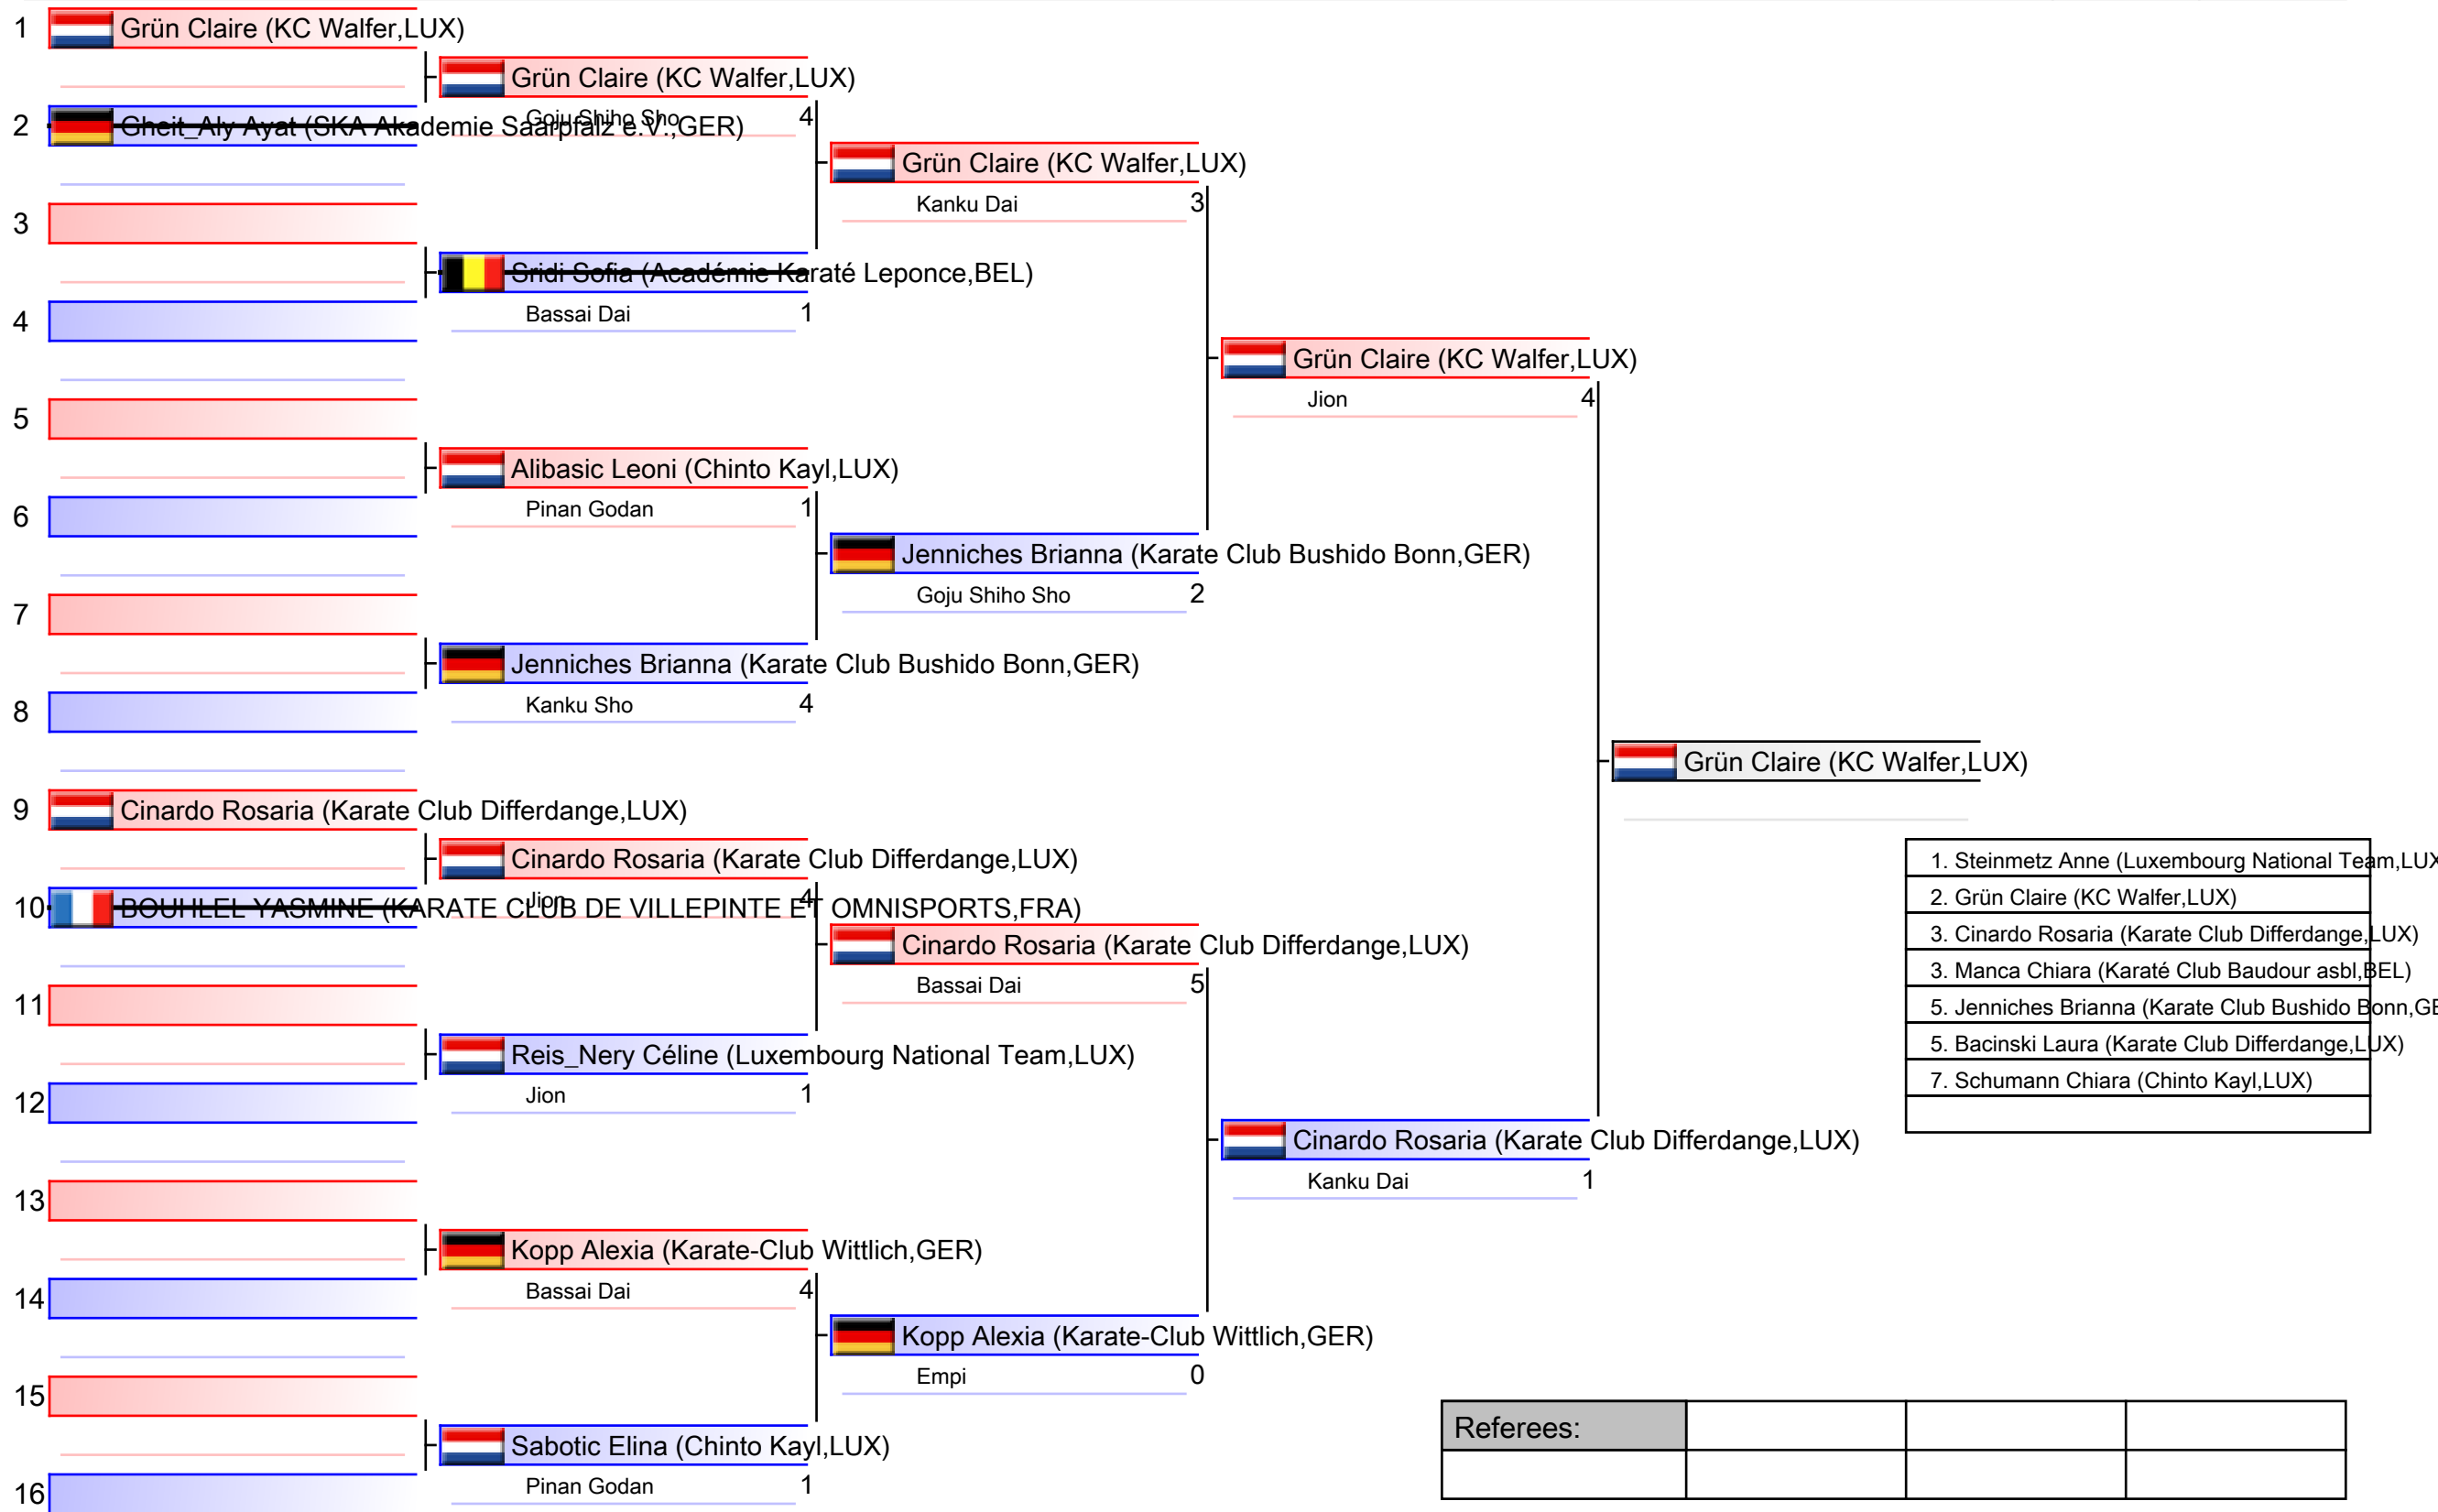 1 Grün Claire (KC Walfer,LUX)
Grün Claire (KC Walfer,LUX)
Goju Shiho Sho 4
2 Gheit_Aly Ayat (SKA Akademie Saarpfalz e.V.,GER)
Grün Claire (KC Walfer,LUX)
Kanku Dai 3
3
Sridi Sofia (Académie Karaté Leponce,BEL)
Bassai Dai 1
4
Grün Claire (KC Walfer,LUX)
Jion 4
5
Alibasic Leoni (Chinto Kayl,LUX)
Pinan Godan 1
6
Jenniches Brianna (Karate Club Bushido Bonn,GER)
Goju Shiho Sho 2
7
Jenniches Brianna (Karate Club Bushido Bonn,GER)
Kanku Sho 4
8
Grün Claire (KC Walfer,LUX)
9 Cinardo Rosaria (Karate Club Differdange,LUX)
Cinardo Rosaria (Karate Club Differdange,LUX)
Jion 4
10 BOUHLEL YASMINE (KARATE CLUB DE VILLEPINTE ET OMNISPORTS,FRA)
Cinardo Rosaria (Karate Club Differdange,LUX)
Bassai Dai 5
11
Reis_Nery Céline (Luxembourg National Team,LUX)
Jion 1
12
Cinardo Rosaria (Karate Club Differdange,LUX)
Kanku Dai 1
13
Kopp Alexia (Karate-Club Wittlich,GER)
Bassai Dai 4
14
Kopp Alexia (Karate-Club Wittlich,GER)
Empi 0
15
Sabotic Elina (Chinto Kayl,LUX)
Pinan Godan 1
16
1. Steinmetz Anne (Luxembourg National Team,LUX
2. Grün Claire (KC Walfer,LUX)
3. Cinardo Rosaria (Karate Club Differdange,LUX)
3. Manca Chiara (Karaté Club Baudour asbl,BEL)
5. Jenniches Brianna (Karate Club Bushido Bonn,GE
5. Bacinski Laura (Karate Club Differdange,LUX)
7. Schumann Chiara (Chinto Kayl,LUX)
Referees: